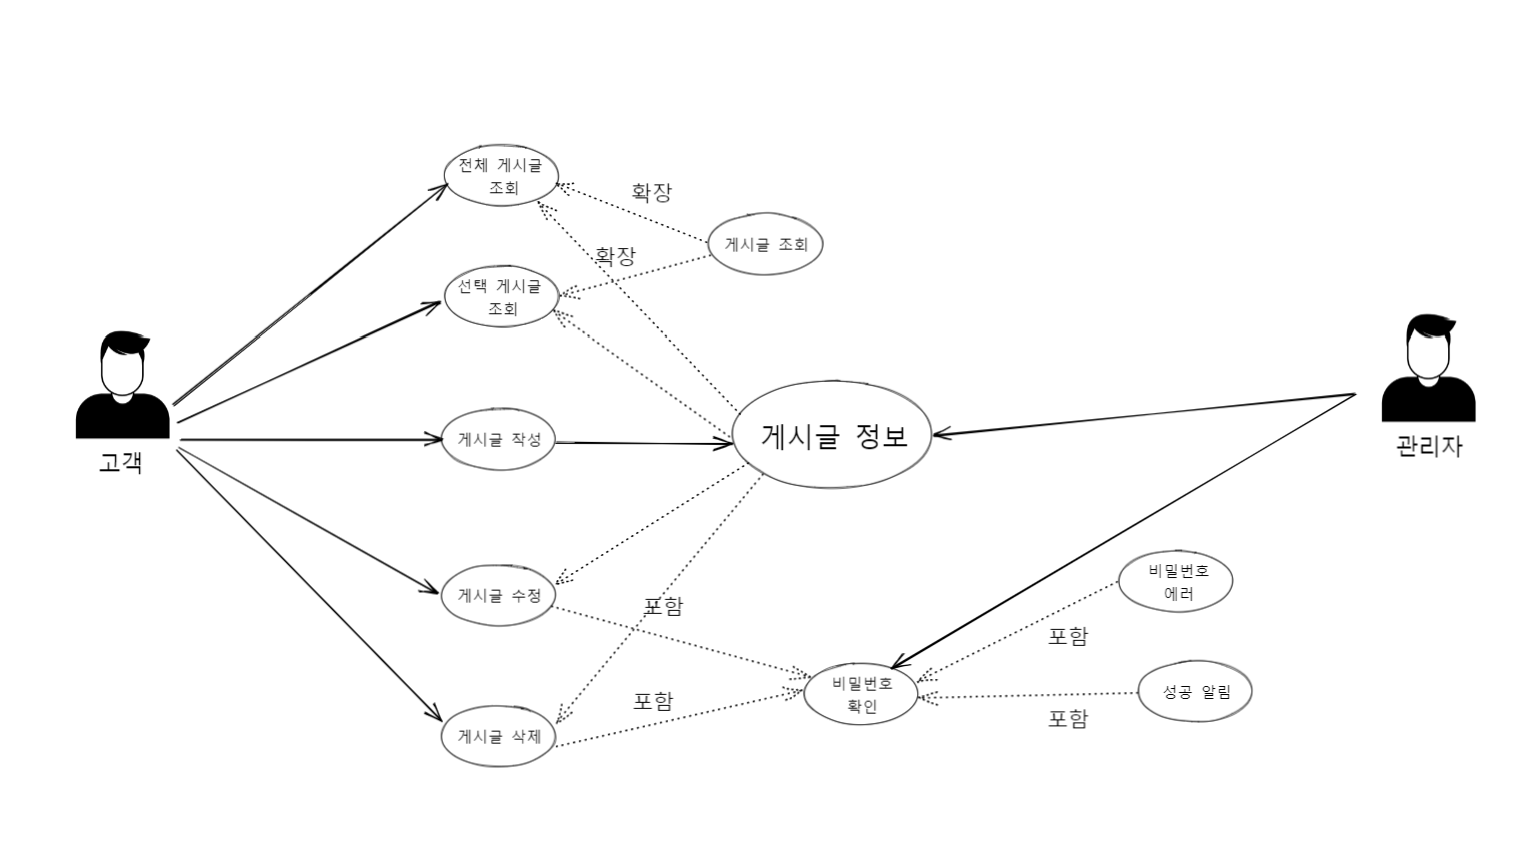 전체 게시글
조회
확장
게시글 조회
확장
선택 게시글
조회
고객
게시글 작성
게시글 정보
관리자
게시글 수정
포함
비밀번호
에러
포함
비밀번호
확인
성공 알림
포함
포함
게시글 삭제